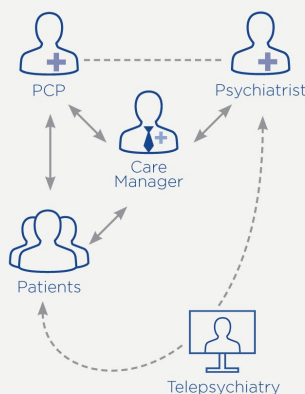 PCP
Psychiatrist
Care
Manager
Patients
Telepsychiatry